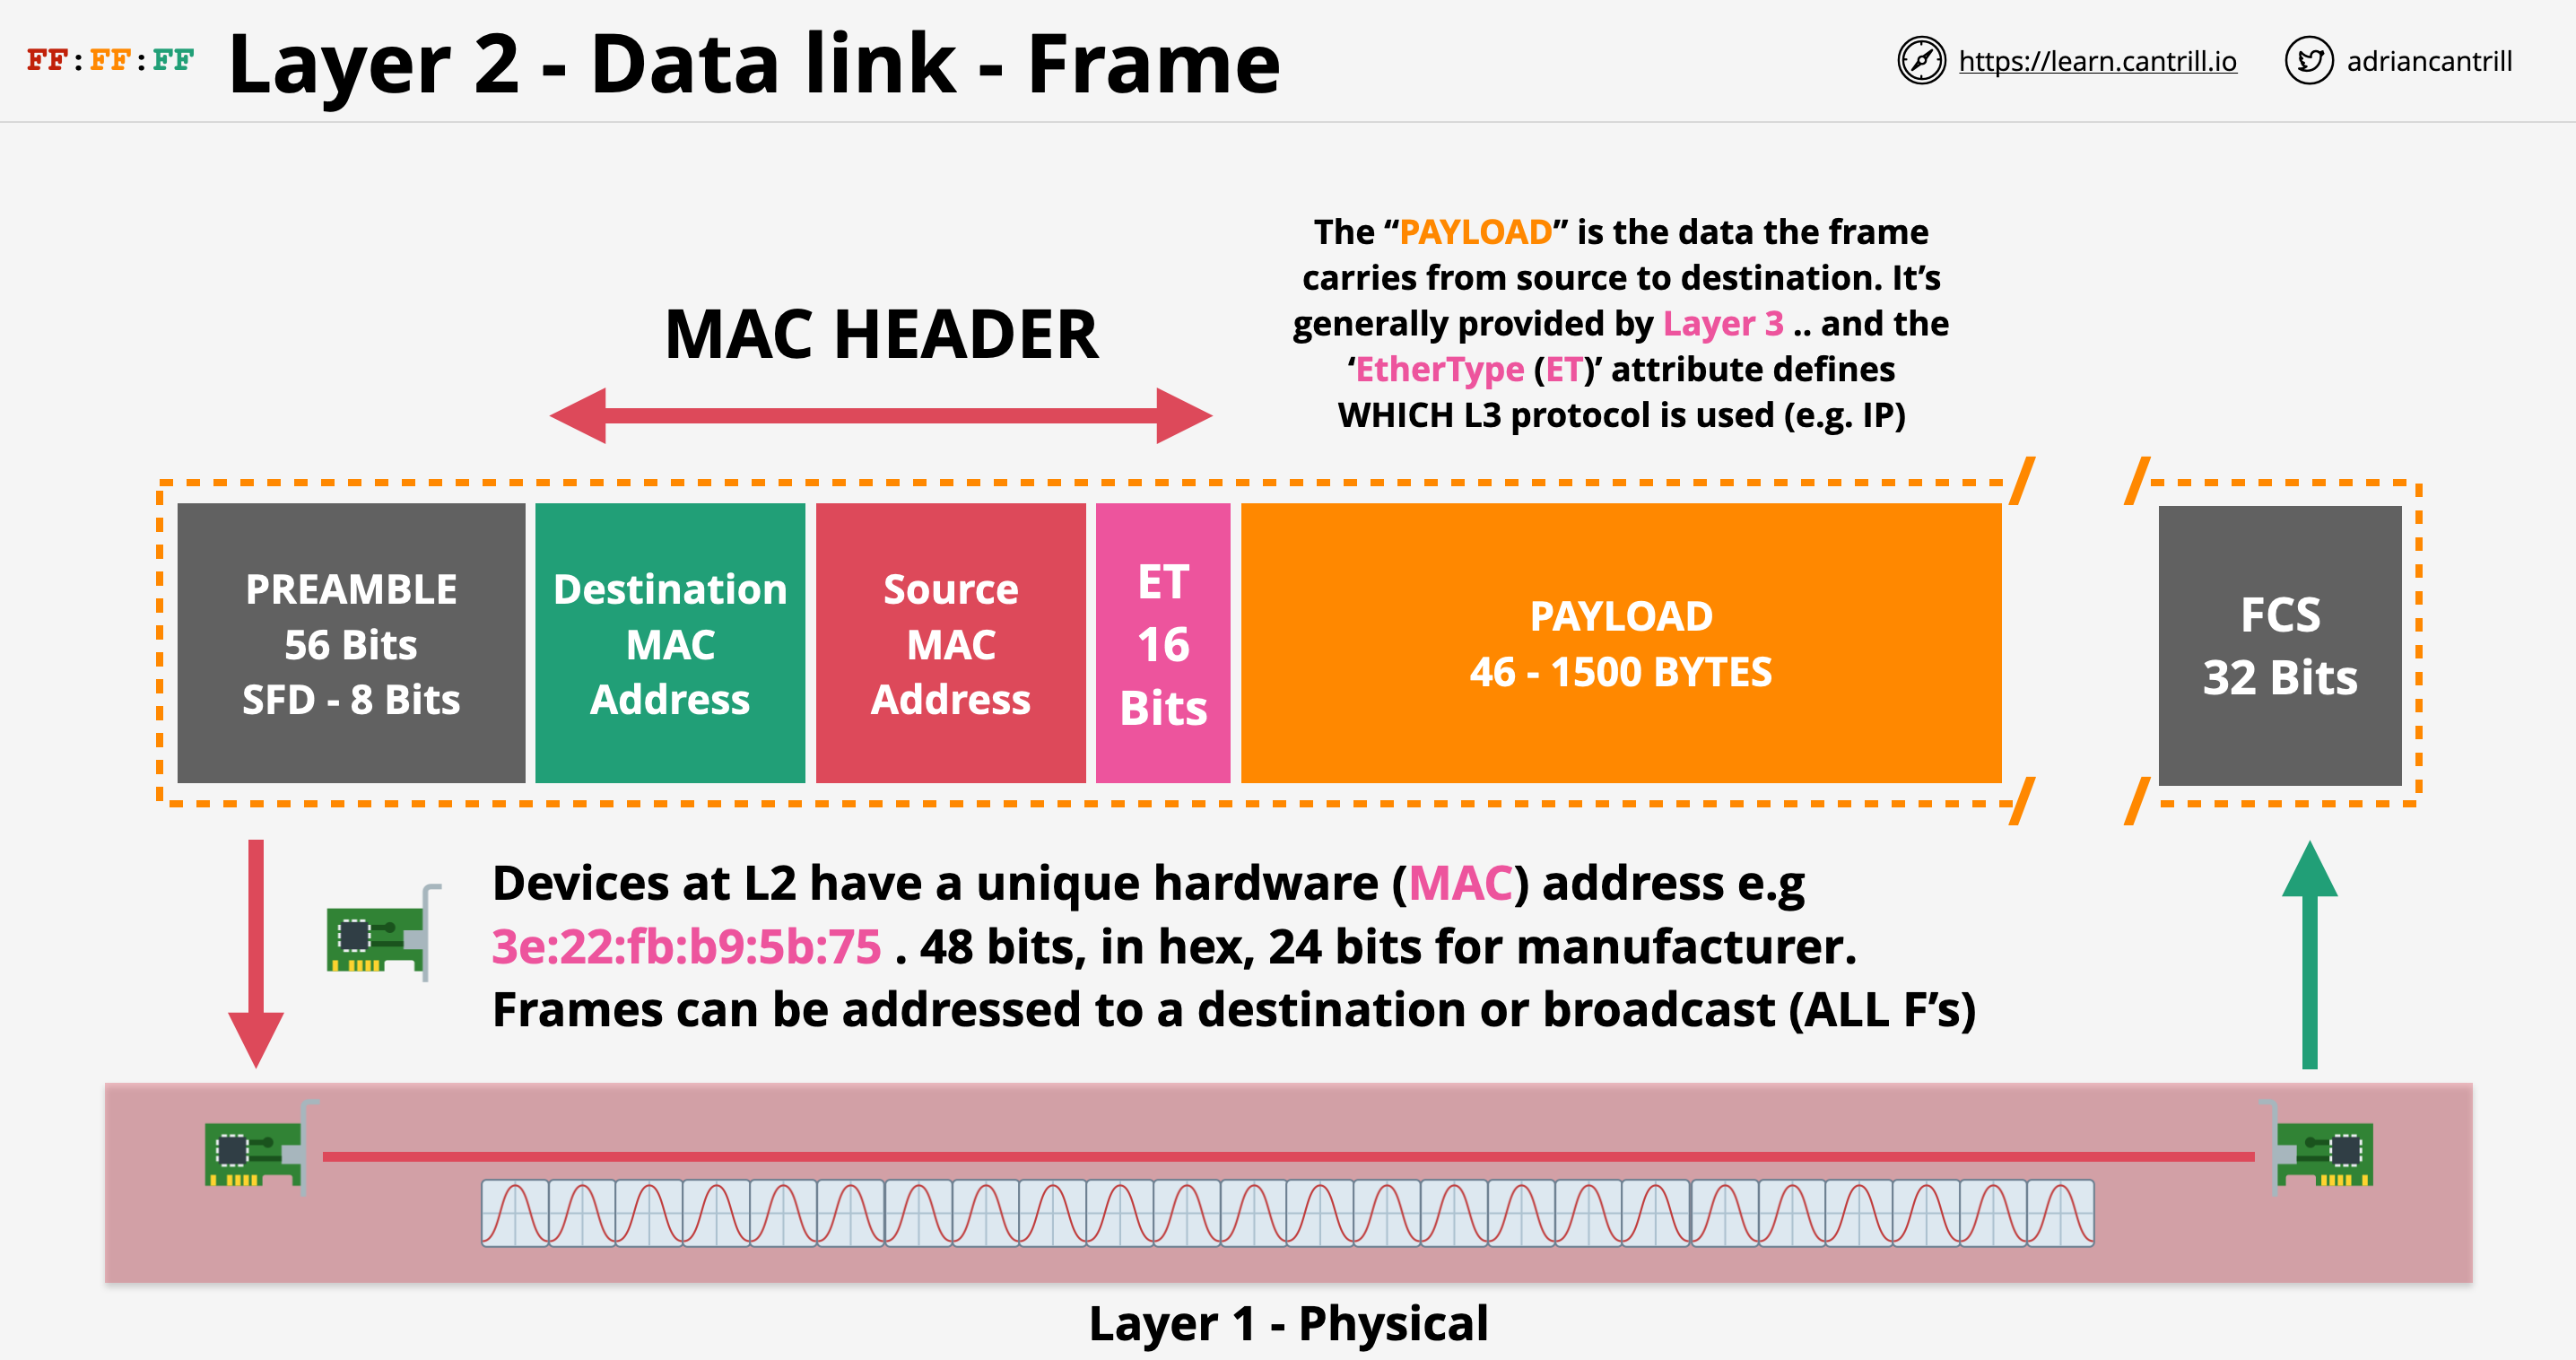 FF:FF:FF
Layer 2 - Data link - Frame
https://learn.cantrill.io
adriancantrill
The “PAYLOAD” is the data the frame
carries from source to destination. It’s
generally provided by Layer 3 .. and the
‘EtherType (ET)’ attribute defines
WHICH L3 protocol is used (e.g. IP)
MAC HEADER
PREAMBLE
56 Bits
SFD - 8 Bits
Destination
MAC
Address
Source
MAC
Address
ET
16
Bits
PAYLOAD
46 - 1500 BYTES
FCS
32 Bits
Devices at L2 have a unique hardware (MAC) address e.g
3e:22:fb:b9:5b:75 . 48 bits, in hex, 24 bits for manufacturer.
Frames can be addressed to a destination or broadcast (ALL F’s)
Layer 1 - Physical